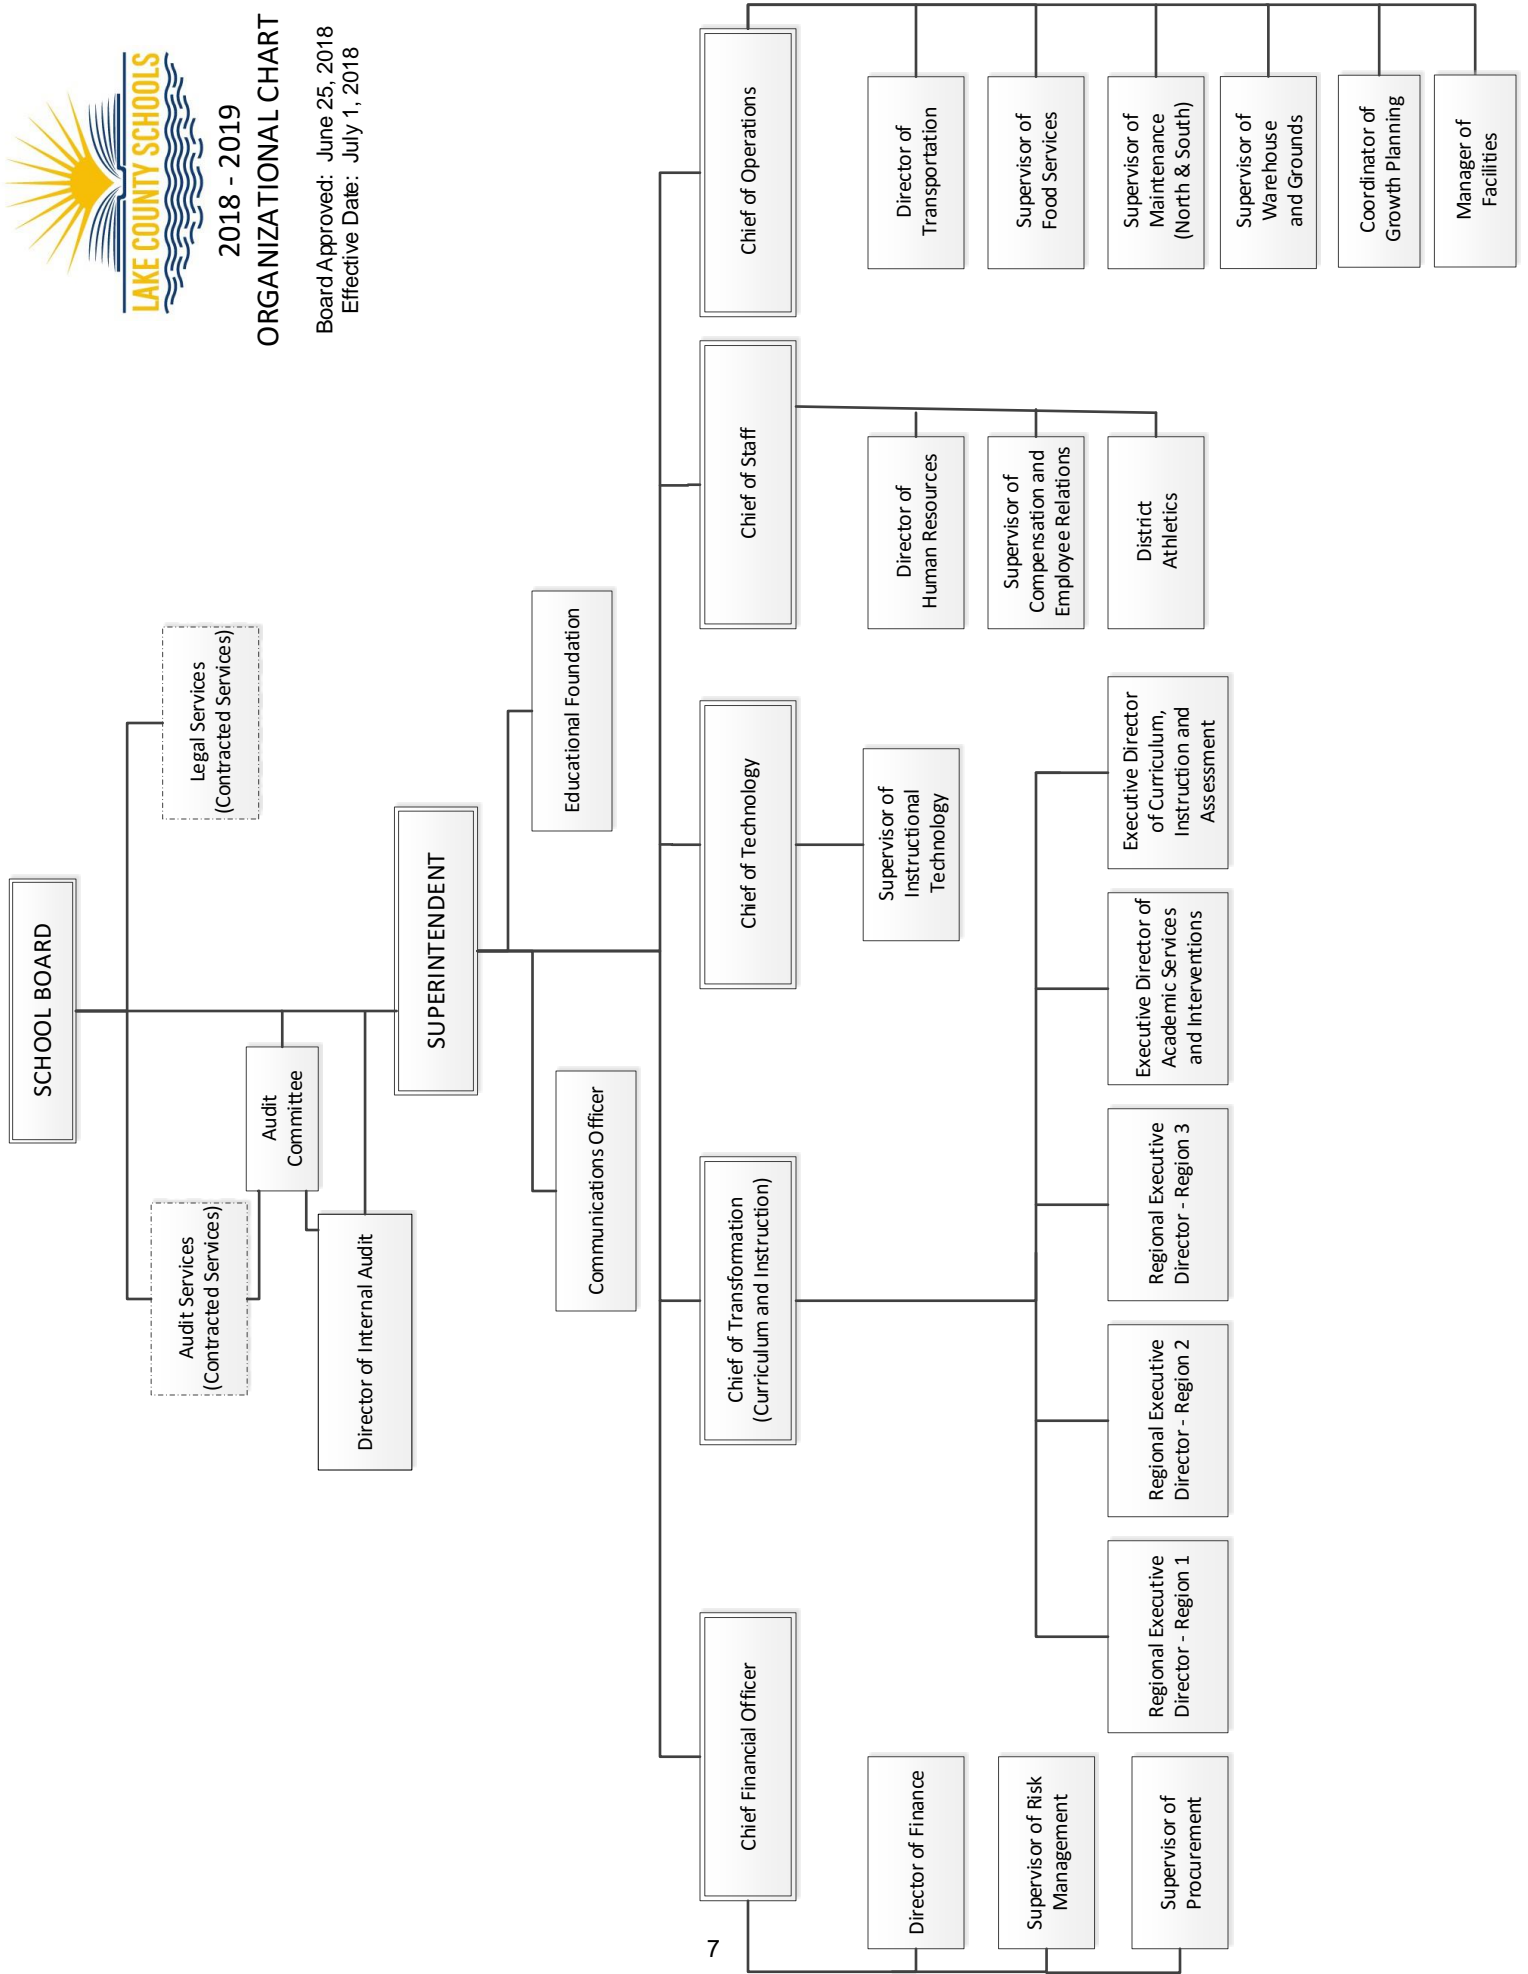 LAKE COUNTY SCHOOLS
2018 - 2019
ORGANIZATIONAL CHART
Board Approved:  June 25, 2018
Effective Date:  July 1, 2018
SCHOOL BOARD
Audit Services
(Contracted Services)
Legal Services
(Contracted Services)
Audit
Committee
Director of Internal Audit
SUPERINTENDENT
Communications Officer
Educational Foundation
Chief Financial Officer
Chief of Transformation
(Curriculum and Instruction)
Chief of Technology
Chief of Staff
Chief of Operations
Director of Finance
Supervisor of Risk
Management
Supervisor of
Procurement
Regional Executive
Director - Region 1
Regional Executive
Director - Region 2
Regional Executive
Director - Region 3
Executive Director of
Academic Services
and Interventions
Executive Director
of Curriculum,
Instruction and
Assessment
Supervisor of
Instructional
Technology
Director of
Human Resources
Supervisor of
Compensation and
Employee Relations
District
Athletics
Director of
Transportation
Supervisor of
Food Services
Supervisor of
Maintenance
(North & South)
Supervisor of
Warehouse
and Grounds
Coordinator of
Growth Planning
Manager of
Facilities
7